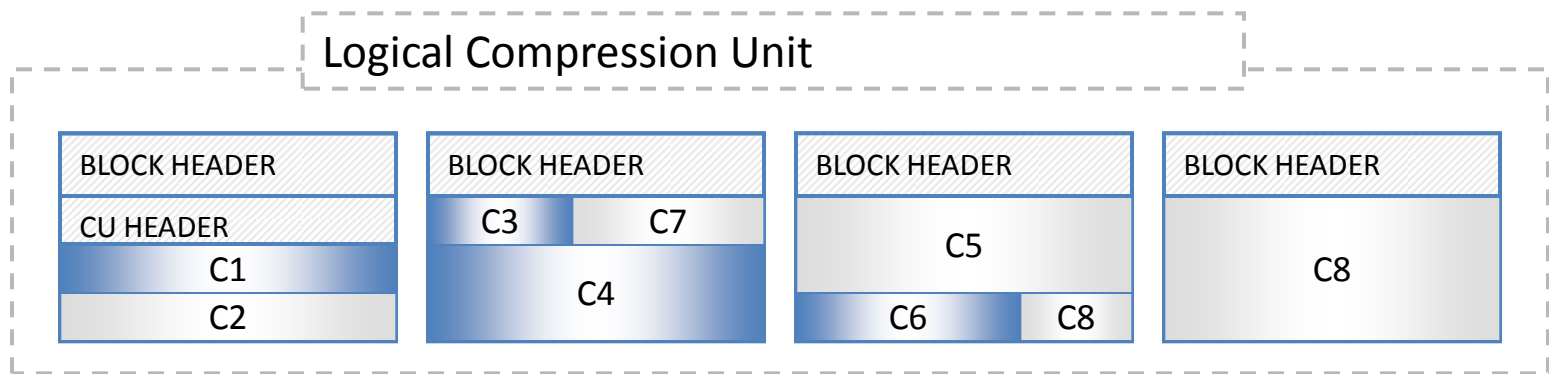 Logical Compression Unit
BLOCK HEADER
CU HEADER
C1
C2
BLOCK HEADER
C3 C7
C4
BLOCK HEADER
C5
C6 C8
BLOCK HEADER
C8